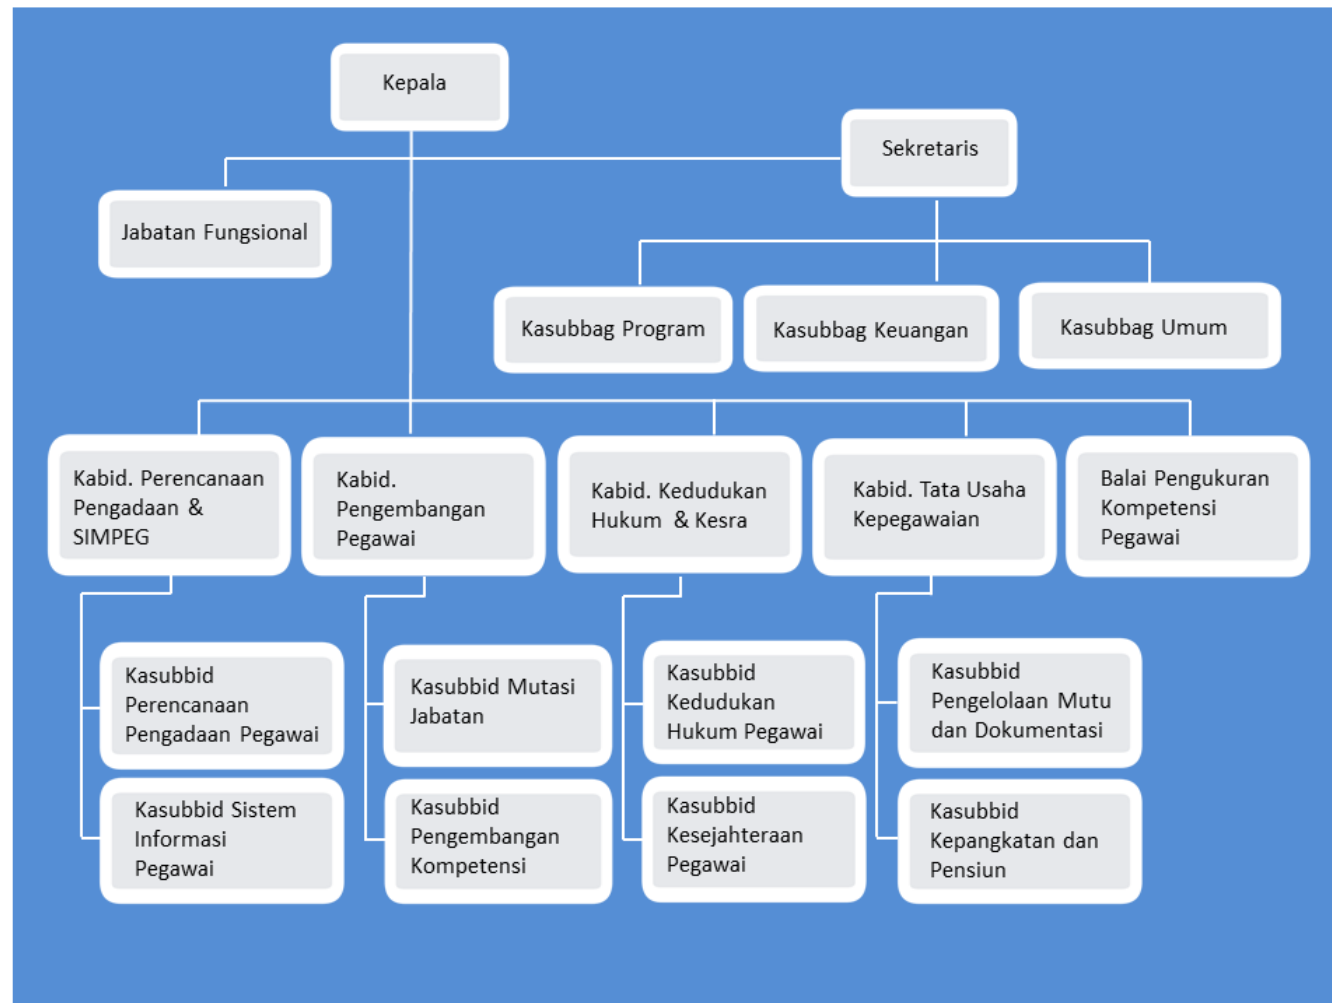 Kepala
Sekretaris
Jabatan Fungsional
Kasubbag Program
Kasubbag Keuangan
Kasubbag Umum
Kabid. Perencanaan
Pengadaan &
SIMPEG
Kabid.
Pengembangan
Pegawai
Kabid. Kedudukan
Hukum & Kesra
Kabid. Tata Usaha
Kepegawaian
Balai Pengukuran
Kompetensi
Pegawai
Kasubbid
Perencanaan
Pengadaan Pegawai
Kasubbid Mutasi
Jabatan
Kasubbid
Kedudukan
Hukum Pegawai
Kasubbid
Pengelolaan Mutu
dan Dokumentasi
Kasubbid Sistem
Informasi
Pegawai
Kasubbid
Pengembangan
Kompetensi
Kasubbid
Kesejahteraan
Pegawai
Kasubbid
Kepangkatan dan
Pensiun